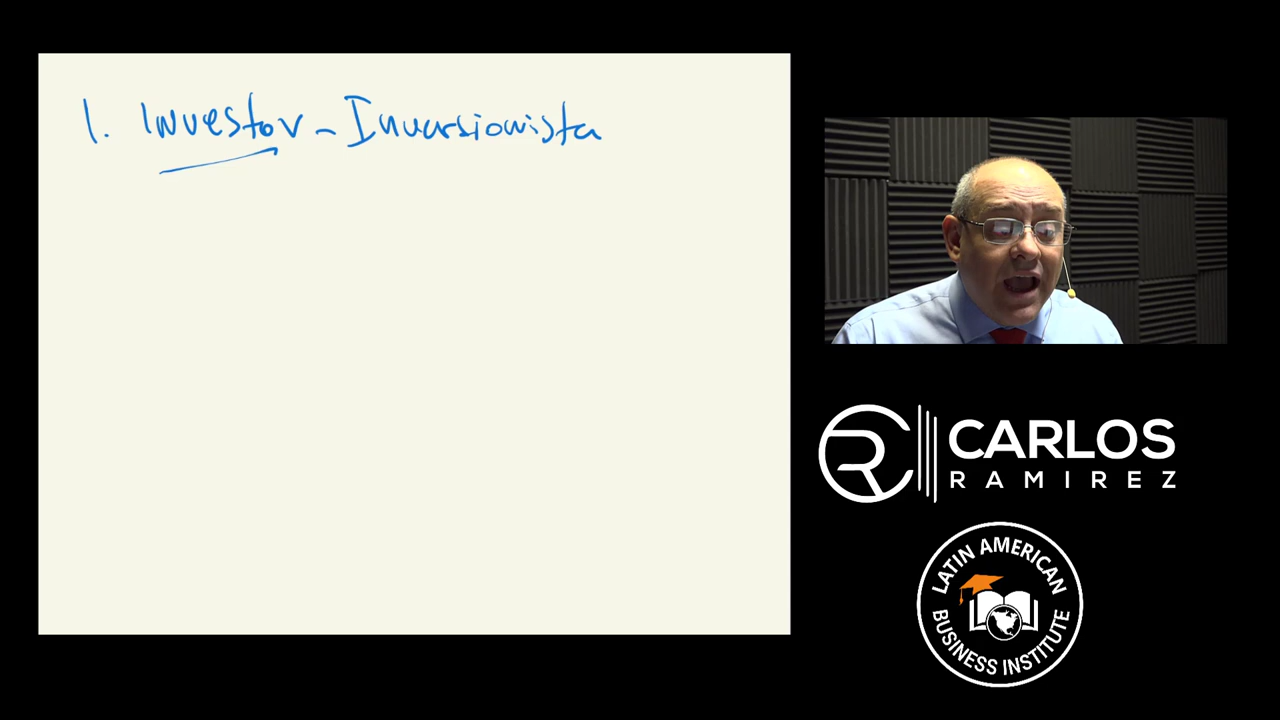 1. Investor - Inversionista
CARLOS
RAMIREZ
LATIN AMERICAN
BUSINESS INSTITUTE